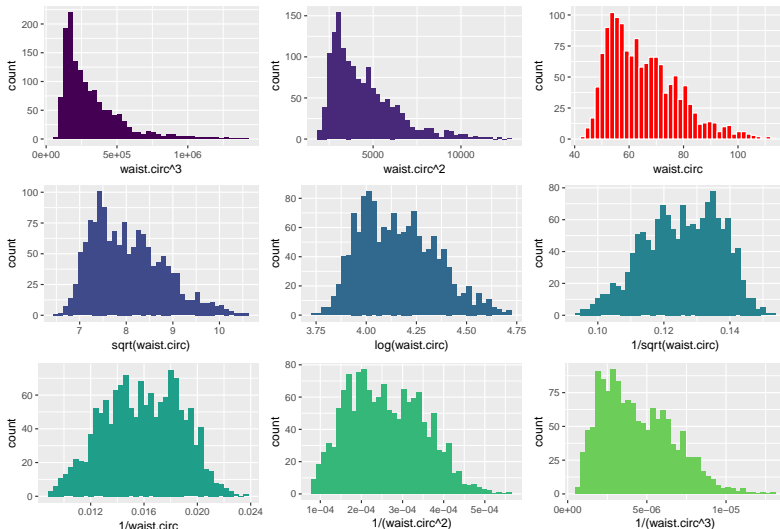 count
200
150
100
50
0
0e+00 5e+05 1e+06
waist.circ^3
count
150
100
50
0
5000 10000
waist.circ^2
count
100
75
50
25
0
40 60 80 100
waist.circ
count
100
75
50
25
0
7 8 9 10
sqrt(waist.circ)
count
80
60
40
20
0
3.75 4.00 4.25 4.50 4.75
log(waist.circ)
count
80
60
40
20
0
0.10 0.12 0.14
1/sqrt(waist.circ)
count
60
40
20
0
0.012 0.016 0.020 0.024
1/waist.circ
count
80
60
40
20
0
1e−04 2e−04 3e−04 4e−04 5e−04
1/(waist.circ^2)
count
75
50
25
0
0e+00 5e−06 1e−05
1/(waist.circ^3)